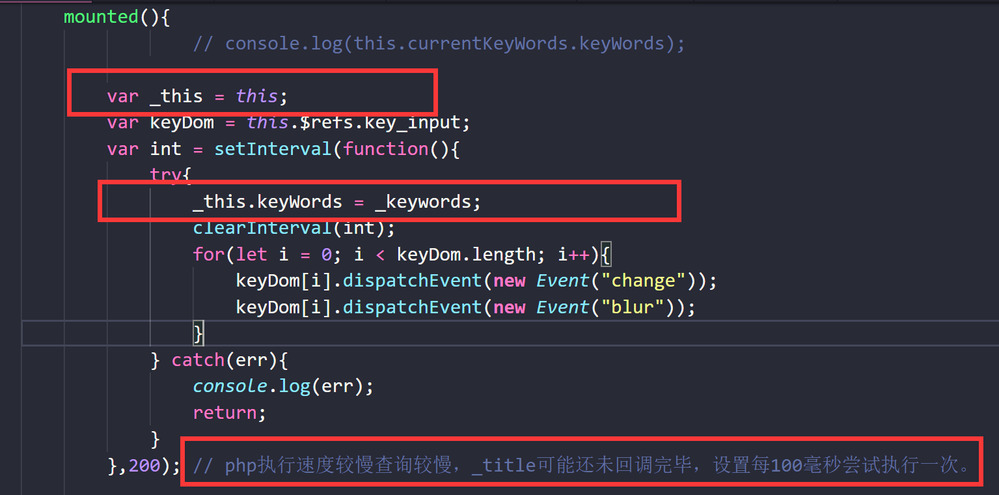 mounted(){
// console.log(this.currentKeyWords.keyWords);
var _this = this;
var keyDom = this.$refs.key_input;
var int = setInterval(function(){
try{
_this.keyWords = _keywords;
clearInterval(int);
for(let i = 0; i < keyDom.length; i++){
keyDom[i].dispatchEvent(new Event("change"));
keyDom[i].dispatchEvent(new Event("blur"));
}
} catch(err){
console.log(err);
return;
}
},200); // php执行速度较慢查询较慢，_title可能还未回调完毕，设置每100毫秒尝试执行一次。